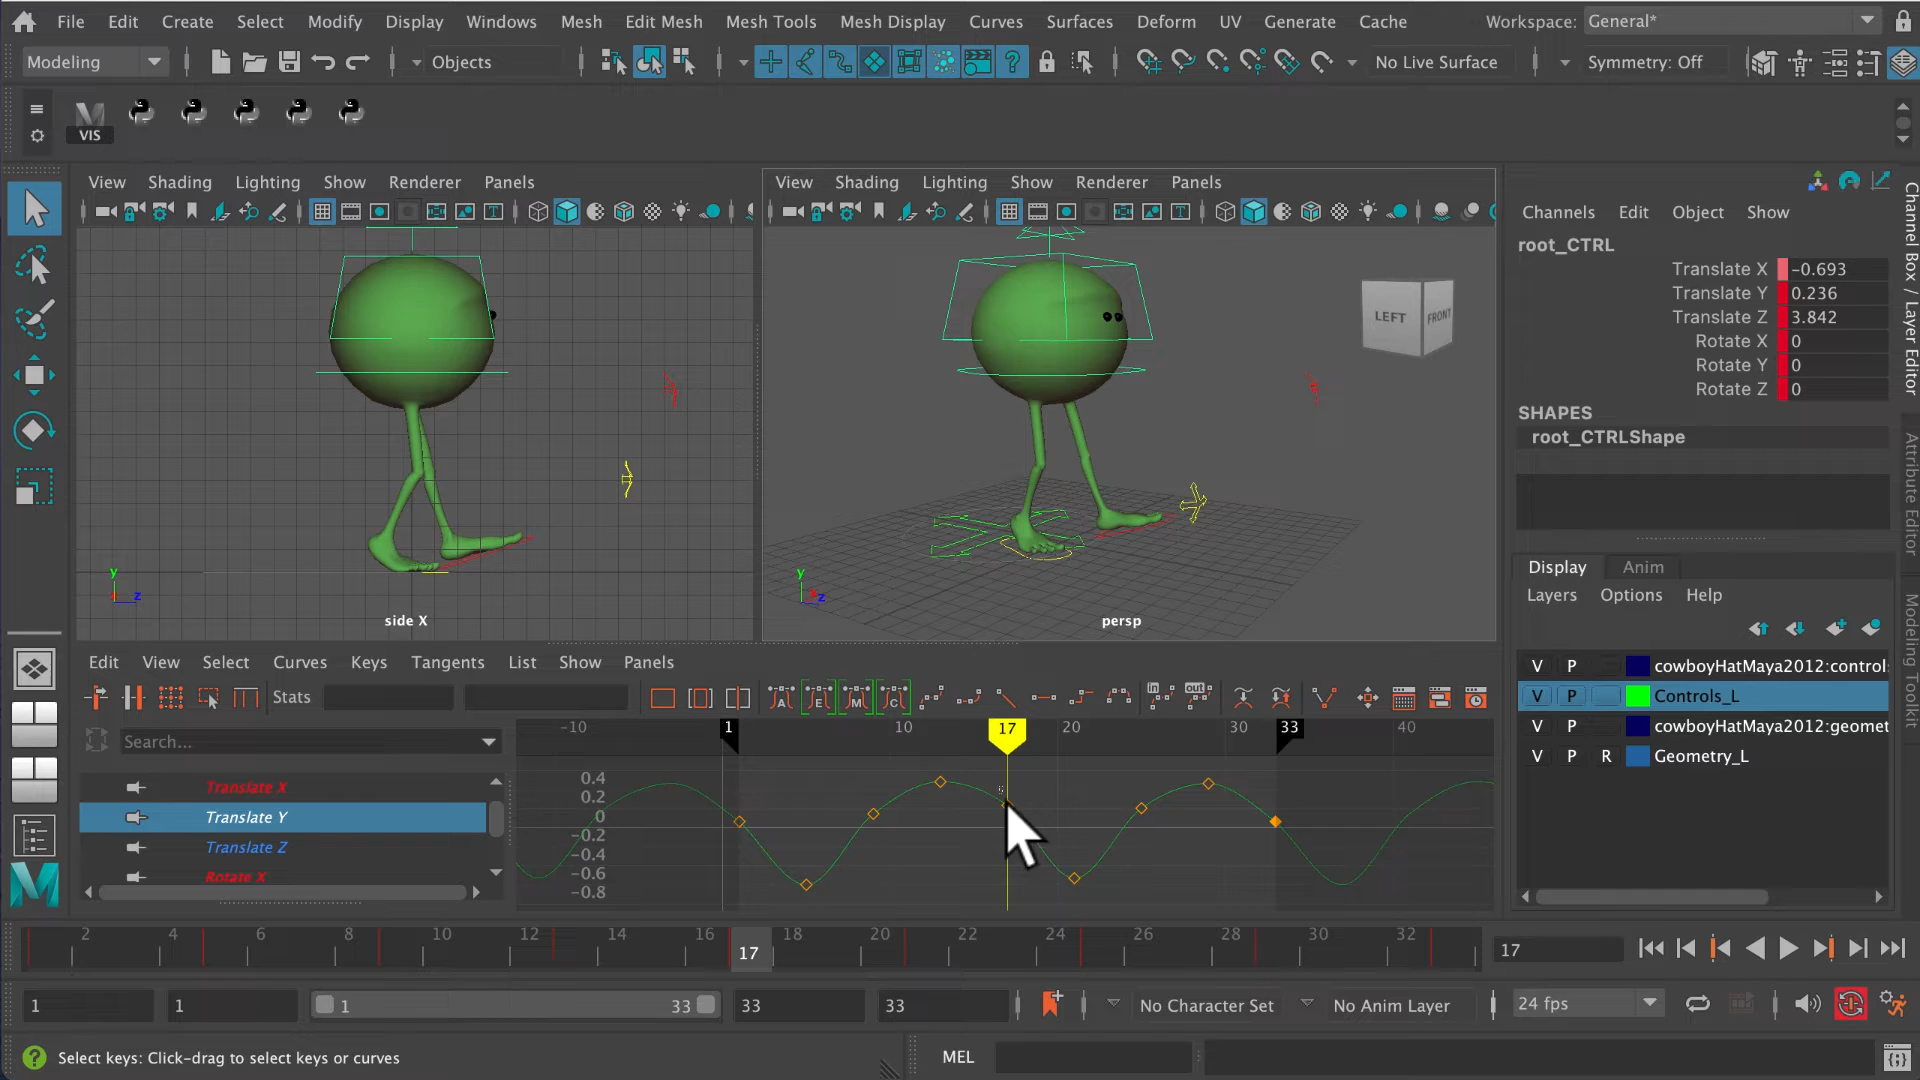 File Edit Create Select Modify Display Windows Mesh Edit Mesh Mesh Tools Mesh Display Curves Surfaces Deform UV Generate Cache Workspace: General*
Modeling Objects No Live Surface Symmetry: Off
VIS
View Shading Lighting Show Renderer Panels
View Shading Lighting Show Renderer Panels
LEFT FRONT
y z
side X
y x z
persp
Channels Edit Object Show
root_CTRL
Translate X -0.693
Translate Y 0.236
Translate Z 3.842
Rotate X 0
Rotate Y 0
Rotate Z 0
SHAPES
root_CTRLShape
Display Anim
Layers Options Help
V P cowboyHatMaya2012:control
V P Controls_L
V P cowboyHatMaya2012:geomet
V P R Geometry_L
Channel Box / Layer Editor
Attribute Editor
Modeling Toolkit
Edit View Select Curves Keys Tangents List Show Panels
Stats
Search...
Translate X
Translate Y
Translate Z
Rotate X
-10 1 10 17 20 30 33 40
0.4
0.2
0
-0.2
-0.4
-0.6
-0.8
2 4 6 8 10 12 14 16 17 18 20 22 24 26 28 30 32
17
1 1 1 33 33 33 No Character Set No Anim Layer 24 fps
Select keys: Click-drag to select keys or curves MEL